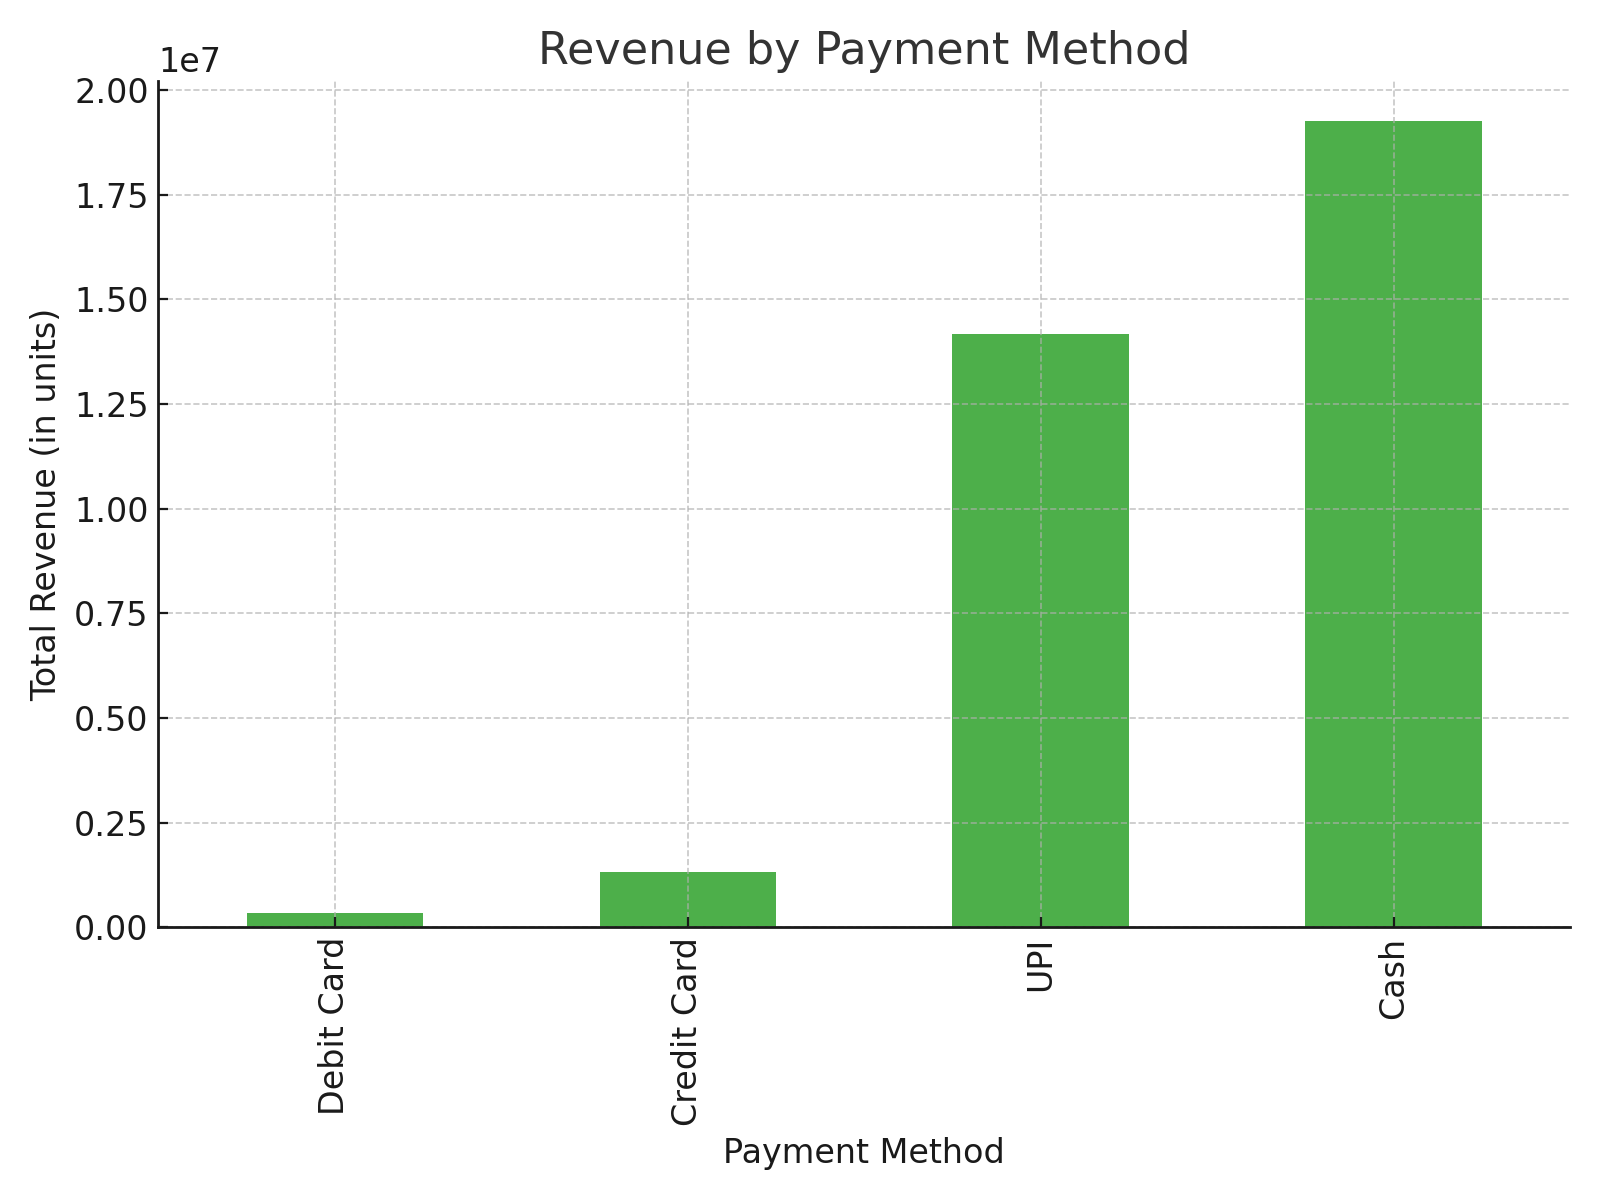 Revenue by Payment Method
1e7
2.00
1.75
1.50
1.25
1.00
0.75
0.50
0.25
0.00
Total Revenue (in units)
Debit Card
Credit Card
UPI
Cash
Payment Method